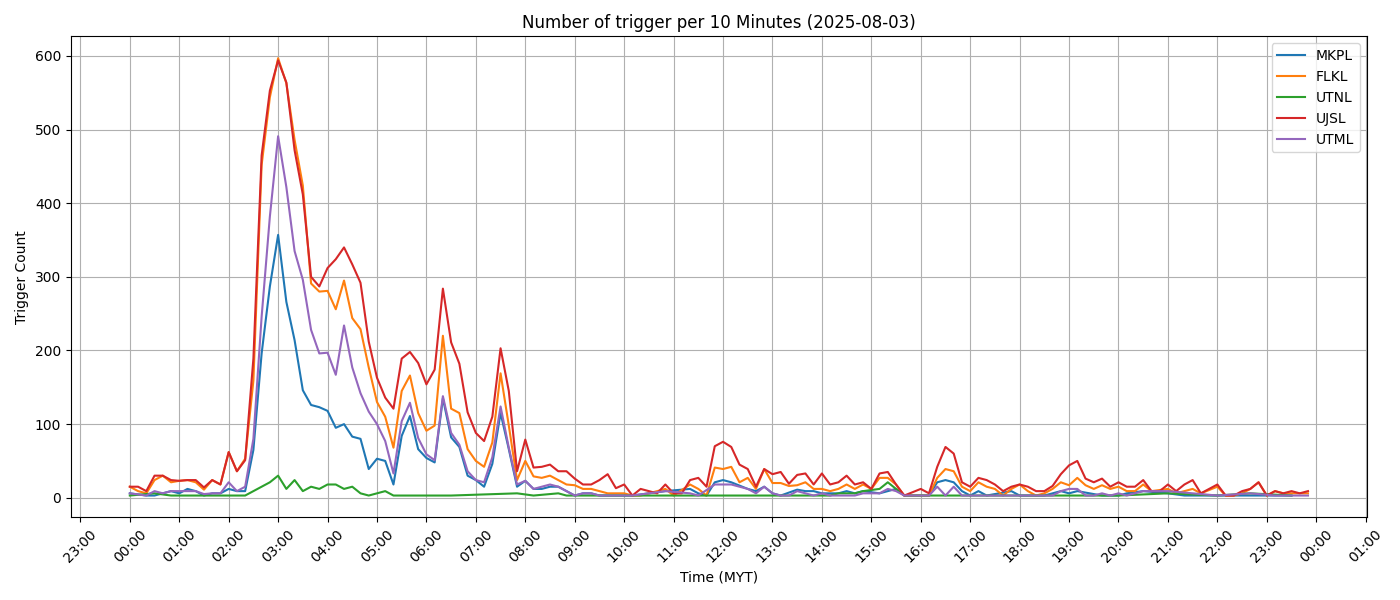 Number of trigger per 10 Minutes (2025-08-03)
Trigger Count
600
500
400
300
200
100
0
MKPL
FLKL
UTNL
UJSL
UTML
23:00 00:00 01:00 02:00 03:00 04:00 05:00 06:00 07:00 08:00 09:00 10:00 11:00 12:00 13:00 14:00 15:00 16:00 17:00 18:00 19:00 20:00 21:00 22:00 23:00 00:00 01:00
Time (MYT)